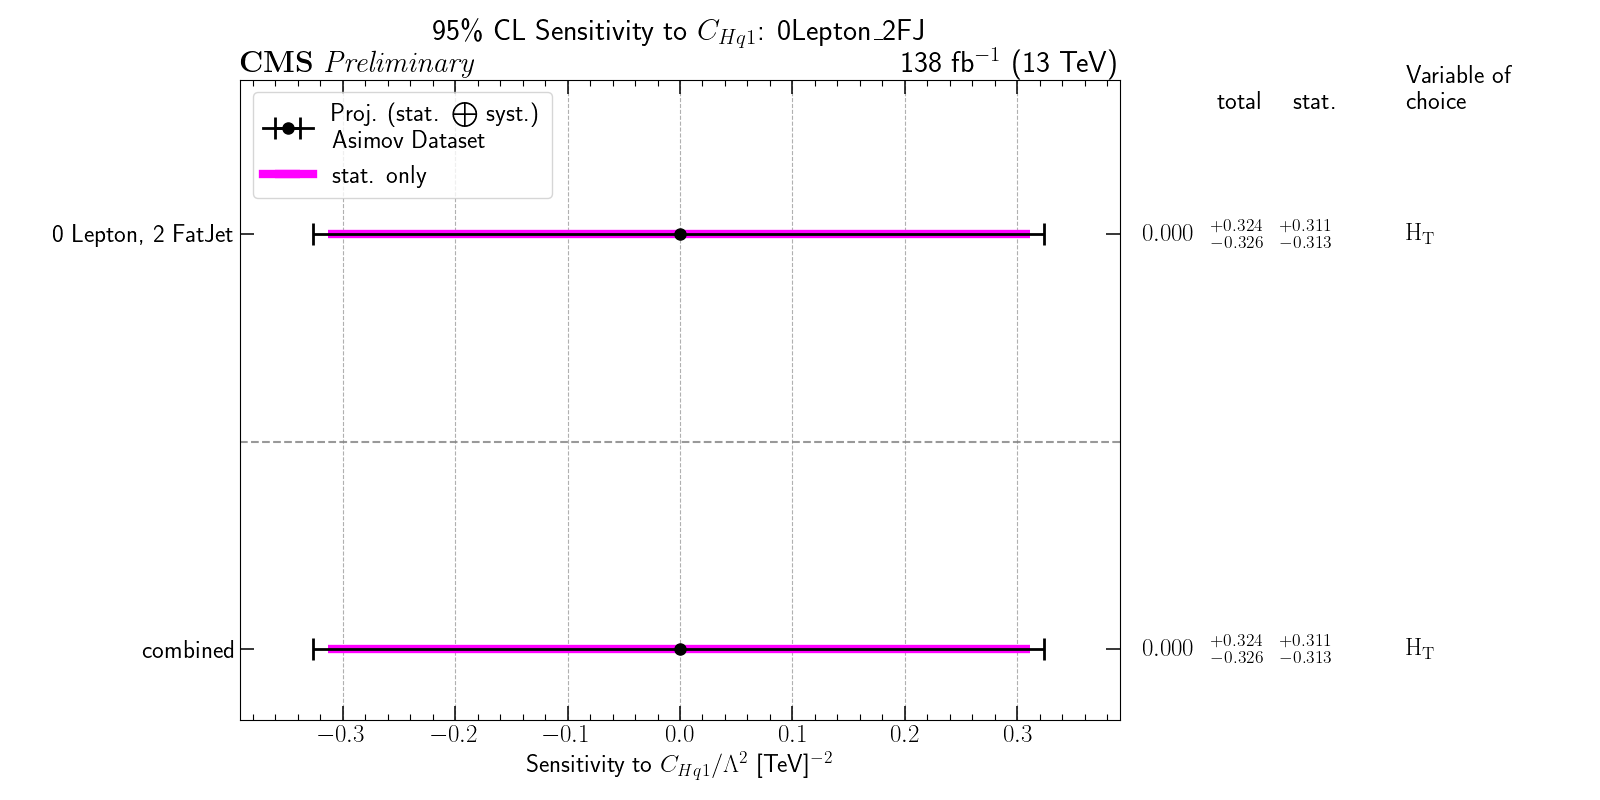 95% CL Sensitivity to C_{Hq1}: 0Lepton_2FJ
CMS Preliminary 138 fb^{−1} (13 TeV)
Variable of
total stat. choice
Proj. (stat. ⨁ syst.)
Asimov Dataset
stat. only
0 Lepton, 2 FatJet 0.000 +0.324 −0.326 +0.311 −0.313 H_T
combined 0.000 +0.324 −0.326 +0.311 −0.313 H_T
−0.3 −0.2 −0.1 0.0 0.1 0.2 0.3
Sensitivity to C_{Hq1}/Λ^2 [TeV]^{−2}